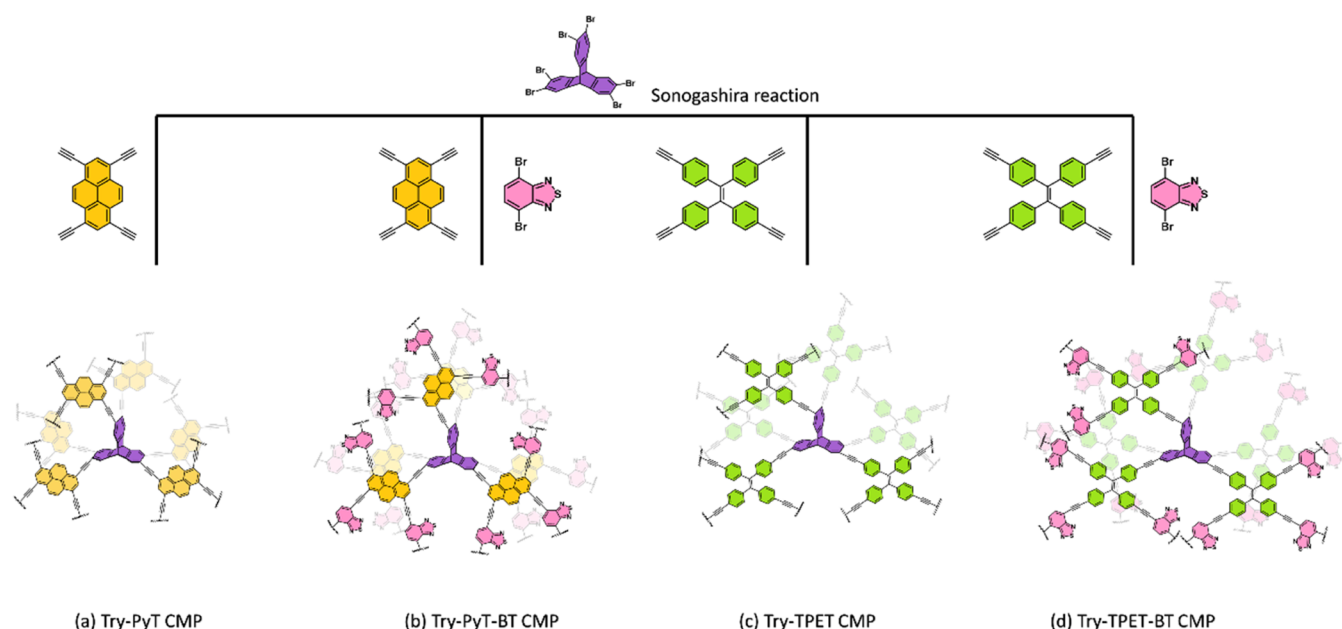 Br
Br
Br
Br
Br
Br
Sonogashira reaction
Br
N
S
N
Br
Br
N
S
N
Br
(a) Try-PyT CMP
(b) Try-PyT-BT CMP
(c) Try-TPET CMP
(d) Try-TPET-BT CMP